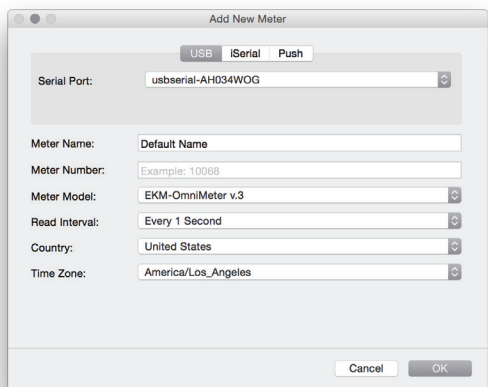 Add New Meter
USB iSerial Push
Serial Port: usbserial-AH034WOG
Meter Name: Default Name
Meter Number: Example: 10068
Meter Model: EKM-OmniMeter v.3
Read Interval: Every 1 Second
Country: United States
Time Zone: America/Los_Angeles
Cancel OK